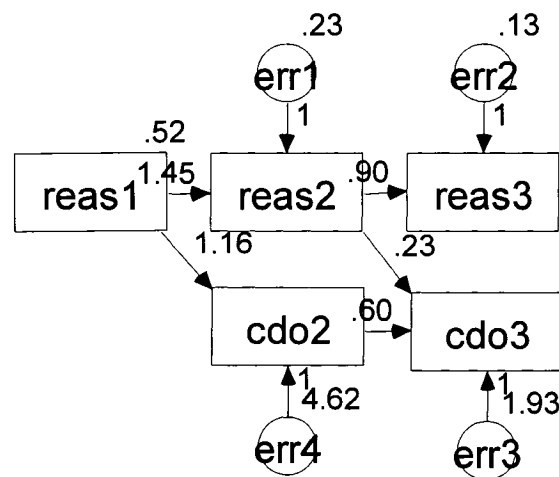 .23 .13
err1 err2
1 1
.52
1.45 .90
reas1 reas2 reas3
1.16 .23
.60
cdo2 cdo3
1 1
4.62 1.93
err4 err3